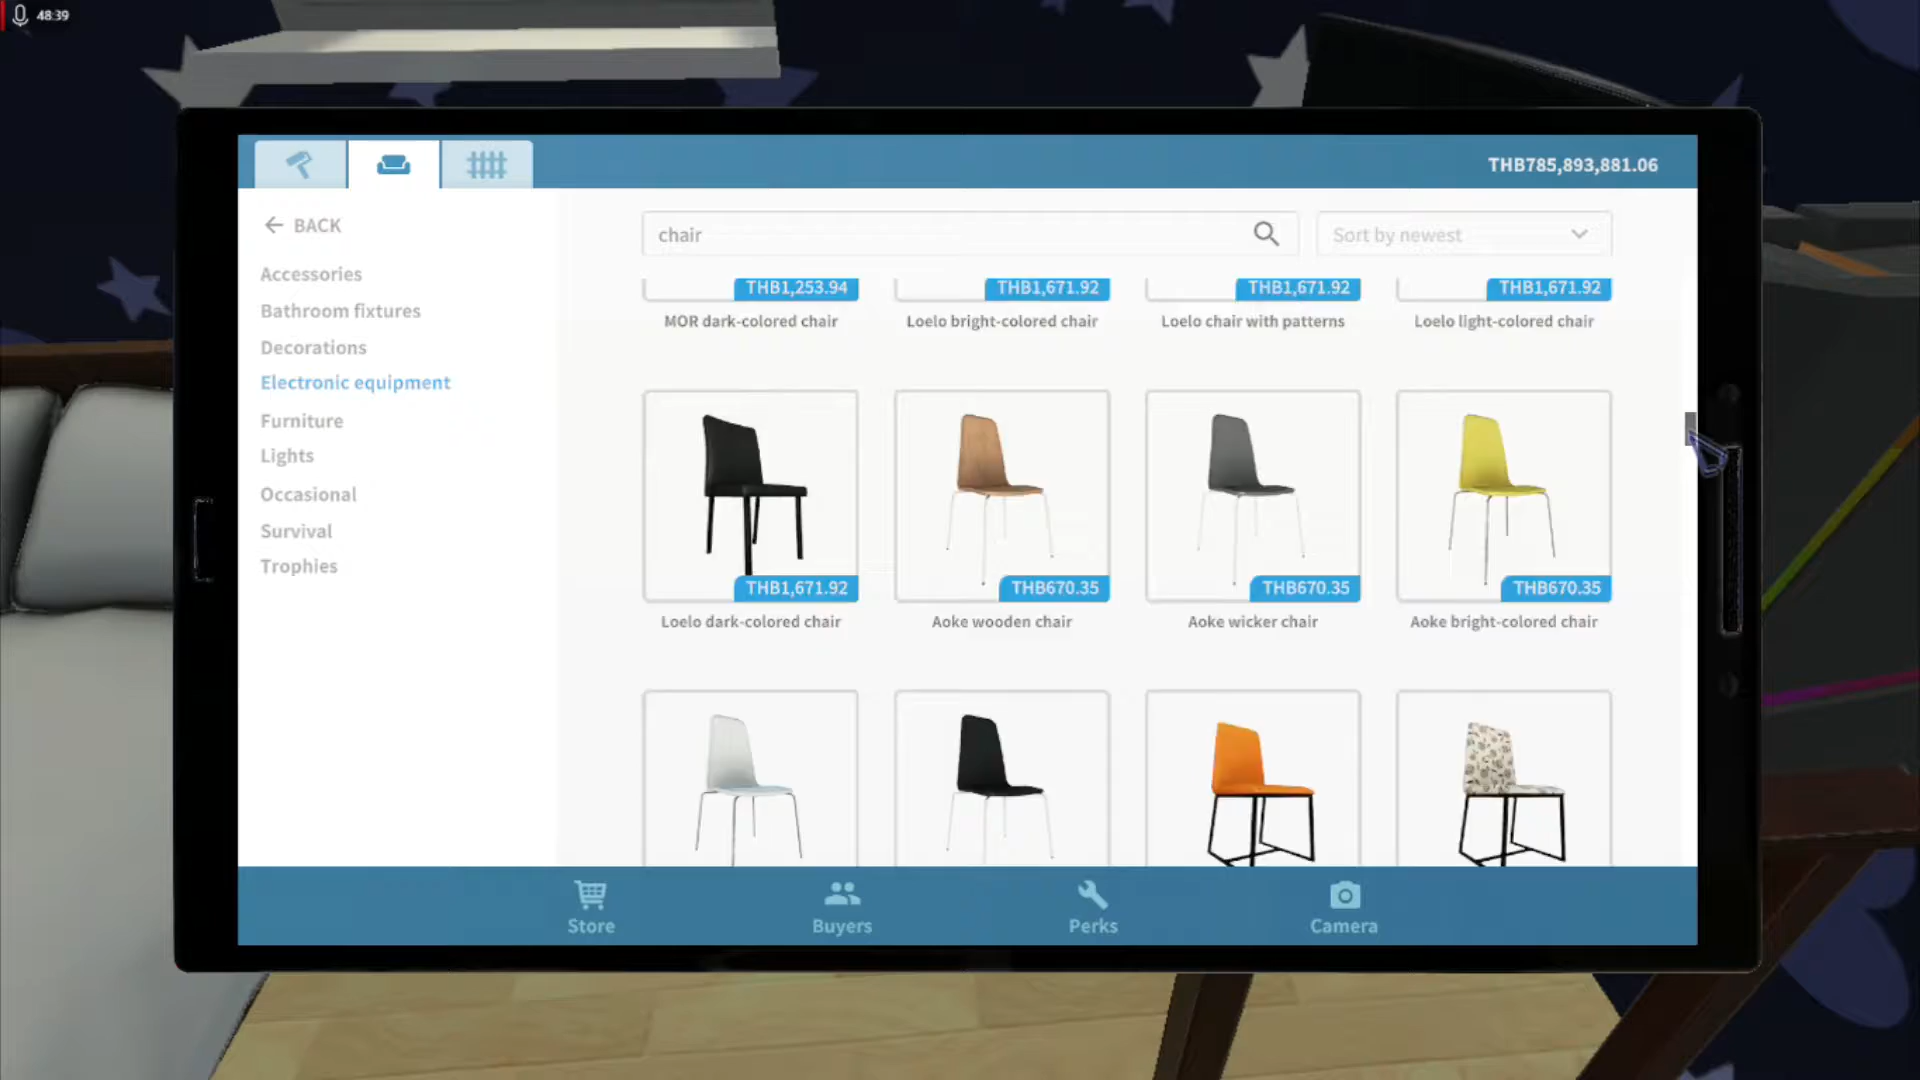 48:39
THB785,893,881.06
BACK
Accessories
Bathroom fixtures
Decorations
Electronic equipment
Furniture
Lights
Occasional
Survival
Trophies
chair
Sort by newest
THB1,253.94
THB1,671.92
THB1,671.92
THB1,671.92
MOR dark-colored chair
Loelo bright-colored chair
Loelo chair with patterns
Loelo light-colored chair
THB1,671.92
THB670.35
THB670.35
THB670.35
Loelo dark-colored chair
Aoke wooden chair
Aoke wicker chair
Aoke bright-colored chair
Store
Buyers
Perks
Camera